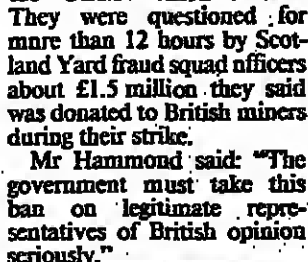 They were questioned for
more than 12 hours by Scot-
land Yard fraud squad officers
about £1.5 million they said
was donated to British miners
during their strike.
Mr Hammond said: "The
government must take this
ban on legitimate repre-
sentatives of British opinion
seriously."